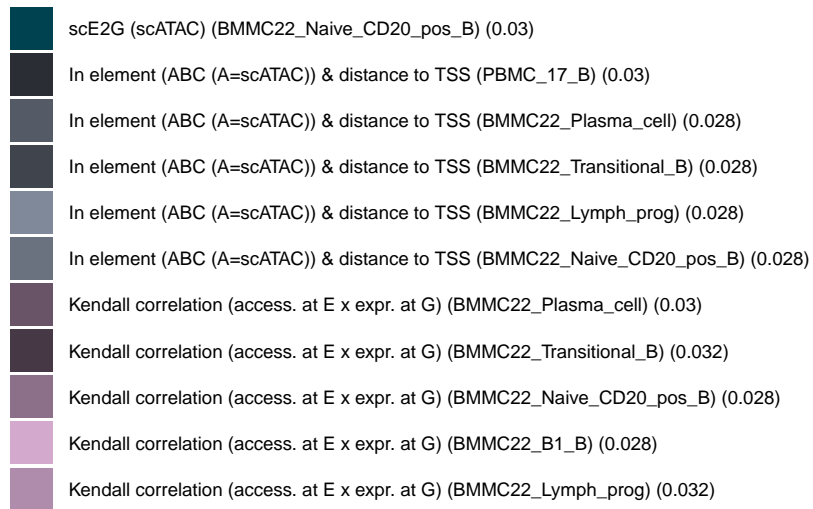 scE2G (scATAC) (BMMC22_Naive_CD20_pos_B) (0.03)
In element (ABC (A=scATAC)) & distance to TSS (PBMC_17_B) (0.03)
In element (ABC (A=scATAC)) & distance to TSS (BMMC22_Plasma_cell) (0.028)
In element (ABC (A=scATAC)) & distance to TSS (BMMC22_Transitional_B) (0.028)
In element (ABC (A=scATAC)) & distance to TSS (BMMC22_Lymph_prog) (0.028)
In element (ABC (A=scATAC)) & distance to TSS (BMMC22_Naive_CD20_pos_B) (0.028)
Kendall correlation (access. at E x expr. at G) (BMMC22_Plasma_cell) (0.03)
Kendall correlation (access. at E x expr. at G) (BMMC22_Transitional_B) (0.032)
Kendall correlation (access. at E x expr. at G) (BMMC22_Naive_CD20_pos_B) (0.028)
Kendall correlation (access. at E x expr. at G) (BMMC22_B1_B) (0.028)
Kendall correlation (access. at E x expr. at G) (BMMC22_Lymph_prog) (0.032)